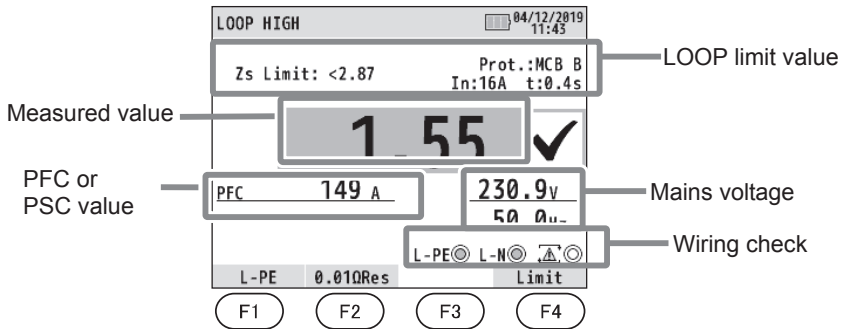 LOOP HIGH
04/12/2019
11:43
Zs Limit: <2.87
Prot.:MCB B
In:16A t:0.4s
LOOP limit value
Measured value
1.55
PFC or
PSC value
PFC 149 A
230.9v
50.0
Mains voltage
L-PE L-N
Wiring check
L-PE 0.01ΩRes Limit
F1 F2 F3 F4